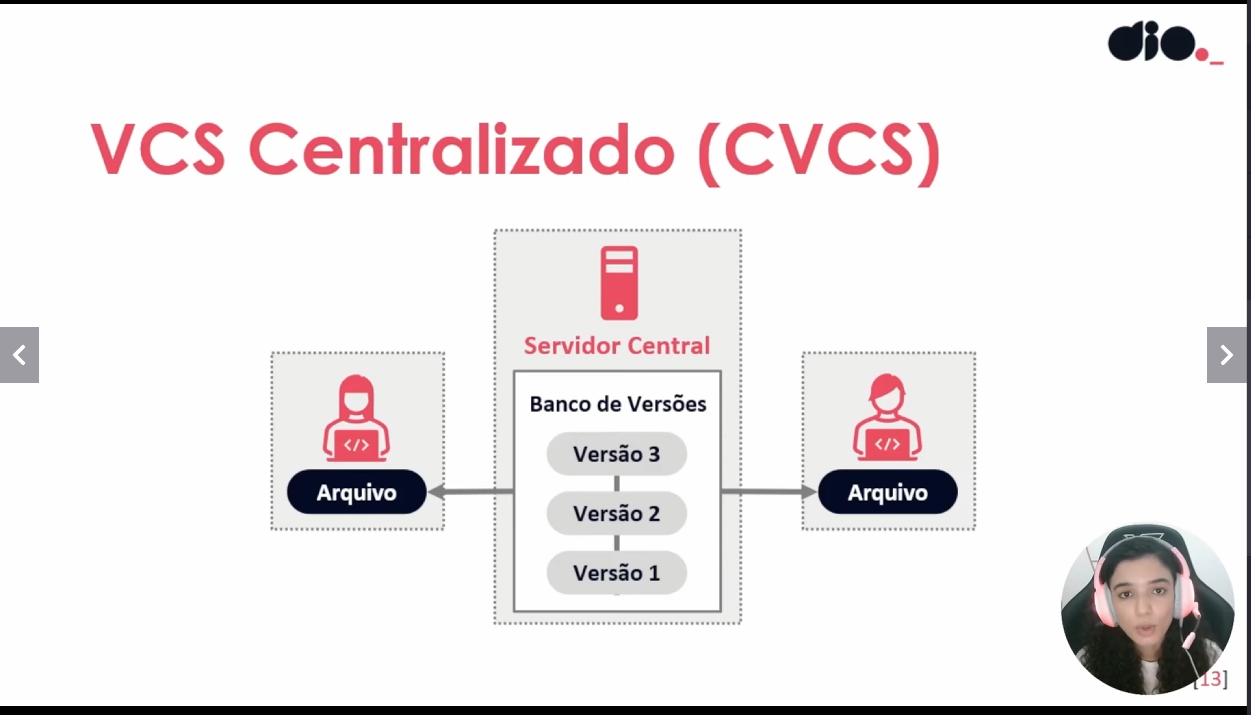 dio._
VCS Centralizado (CVCS)
Servidor Central
Banco de Versões
Versão 3
Versão 2
Versão 1
</>
Arquivo
</>
Arquivo
[13]